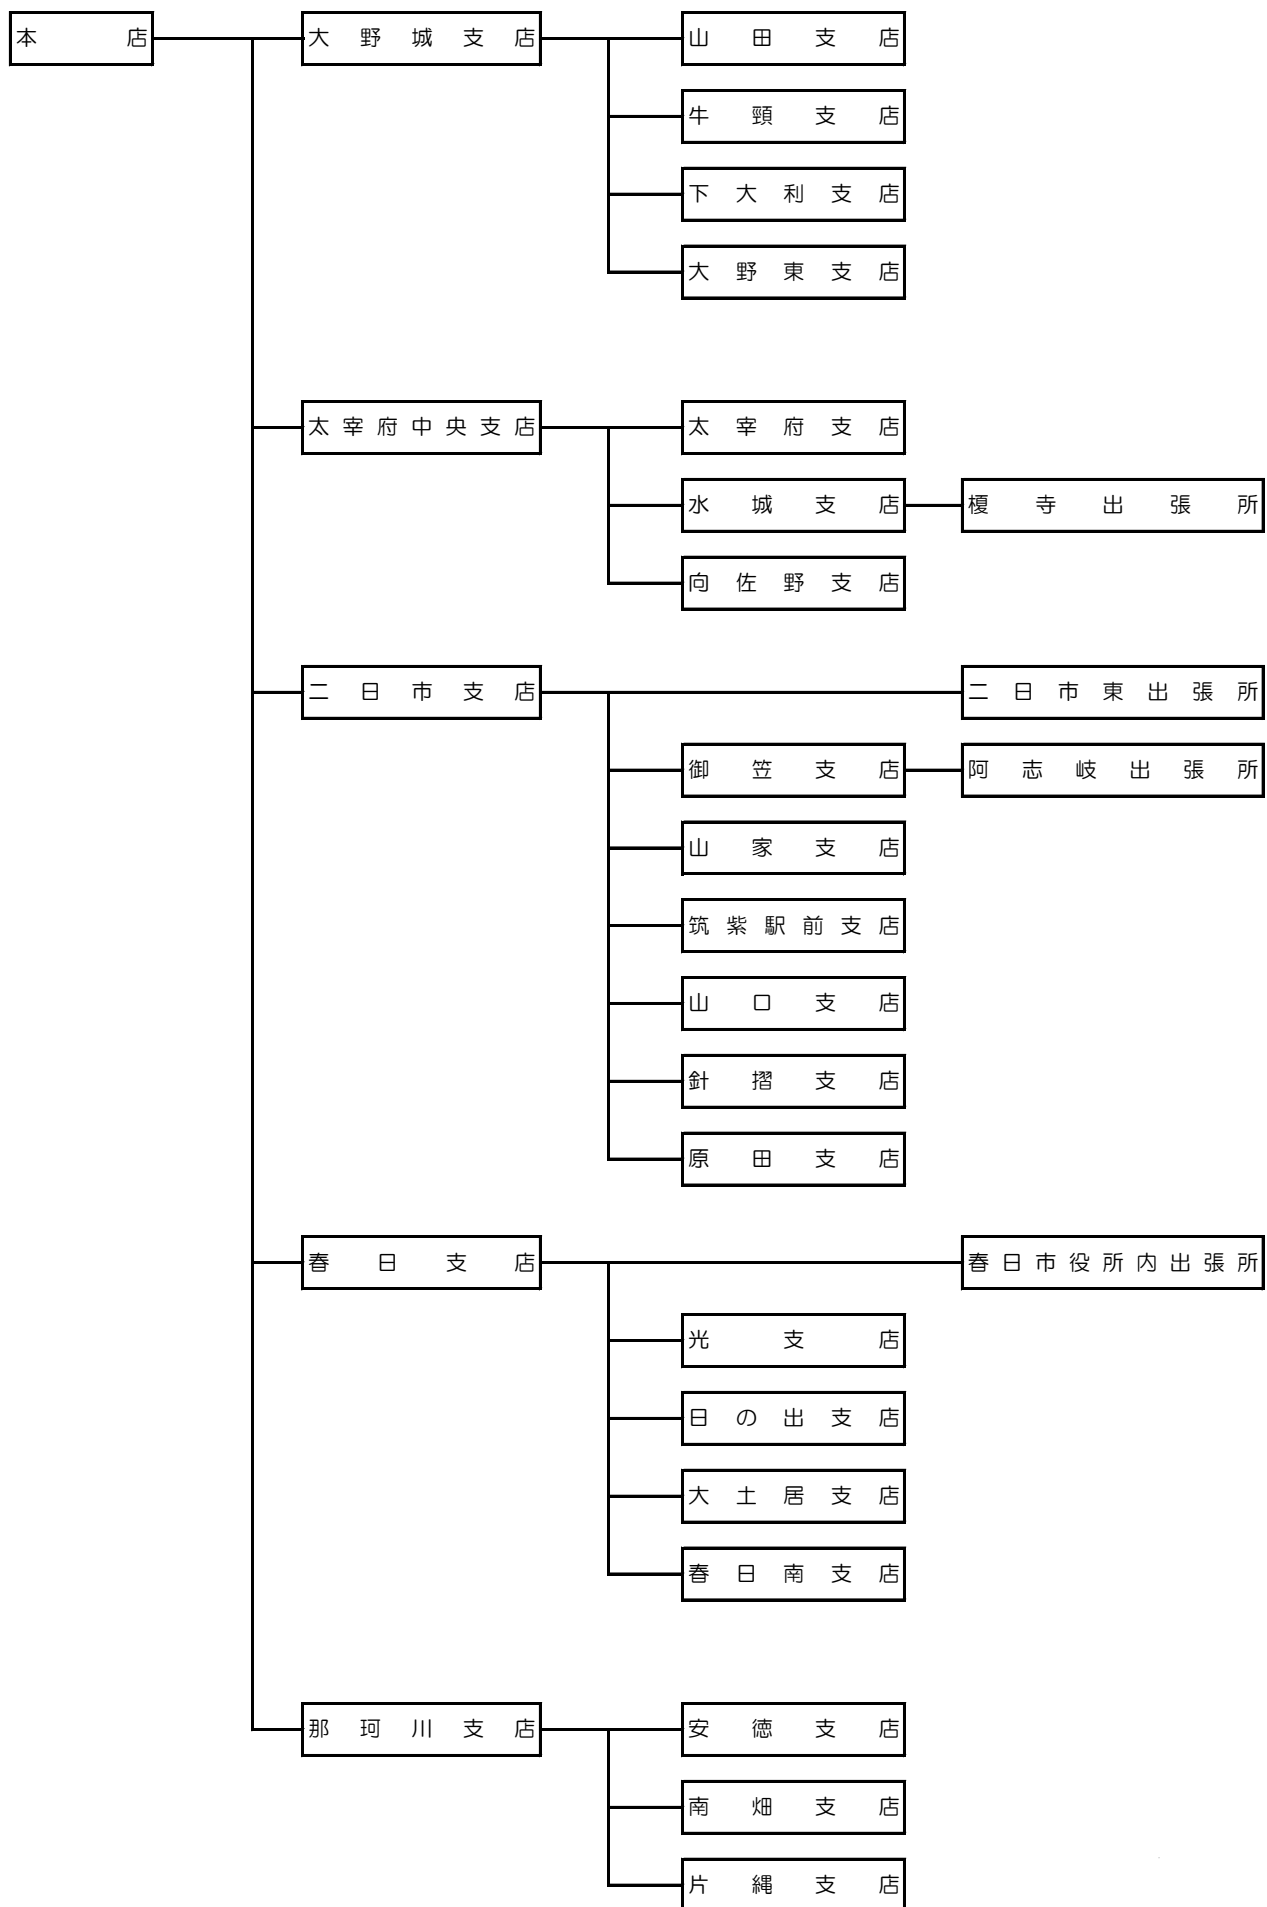 本店 大野城支店 山田支店
牛頸支店
下大利支店
大野東支店
太宰府中央支店 太宰府支店
水城支店 榎寺出張所
向佐野支店
二日市支店 二日市東出張所
御笠支店 阿志岐出張所
山家支店
筑紫駅前支店
山口支店
針摺支店
原田支店
春日支店 春日市役所内出張所
光支店
日の出支店
大土居支店
春日南支店
那珂川支店 安徳支店
南畑支店
片縄支店